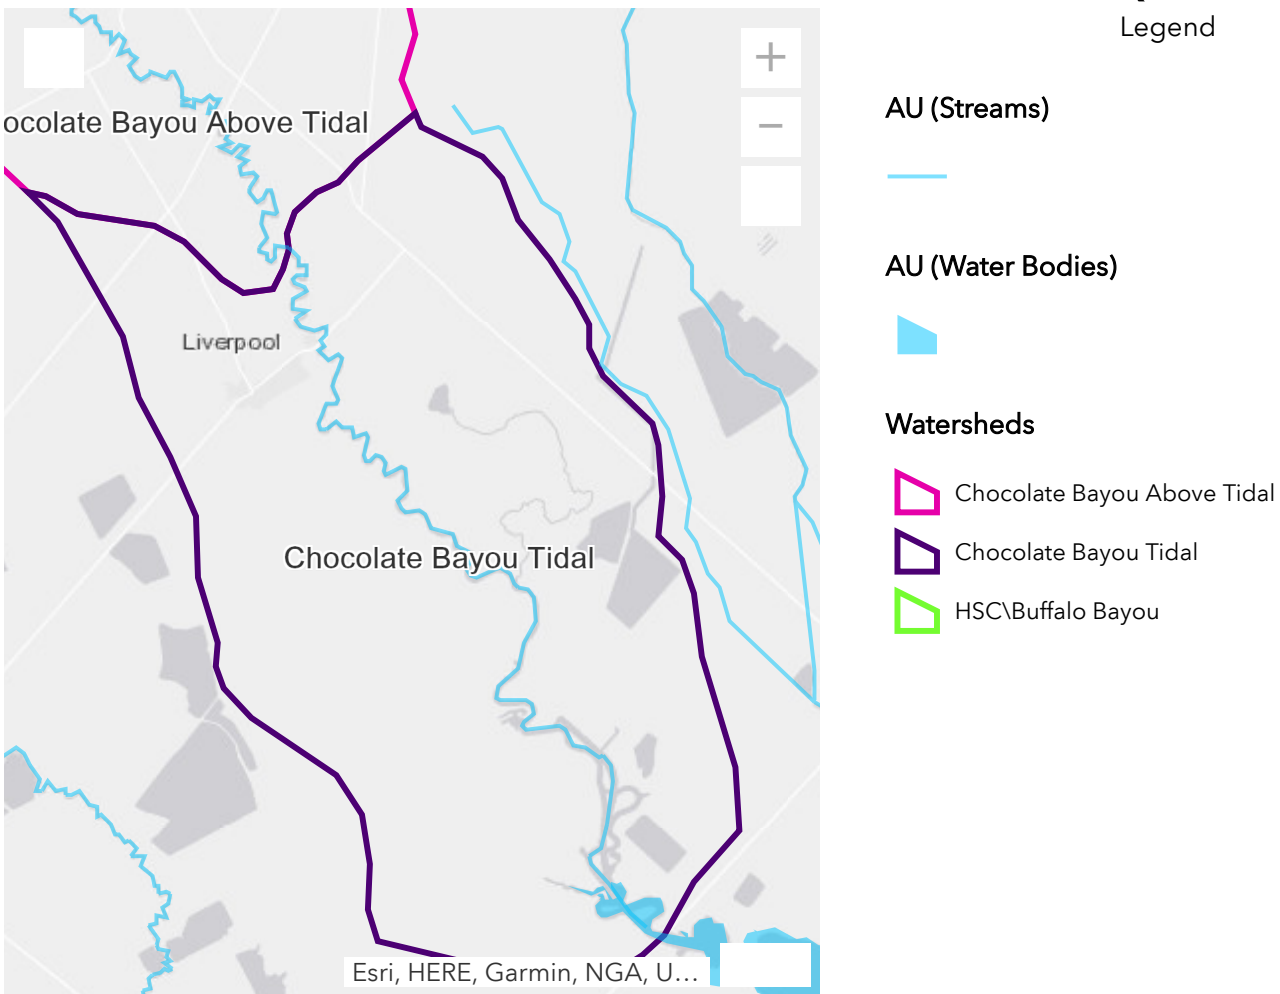 Legend
ocolate Bayou Above Tidal
AU (Streams)
AU (Water Bodies)
Liverpool
Watersheds
Chocolate Bayou Above Tidal
Chocolate Bayou Tidal
HSC\Buffalo Bayou
Chocolate Bayou Tidal
Esri, HERE, Garmin, NGA, U...